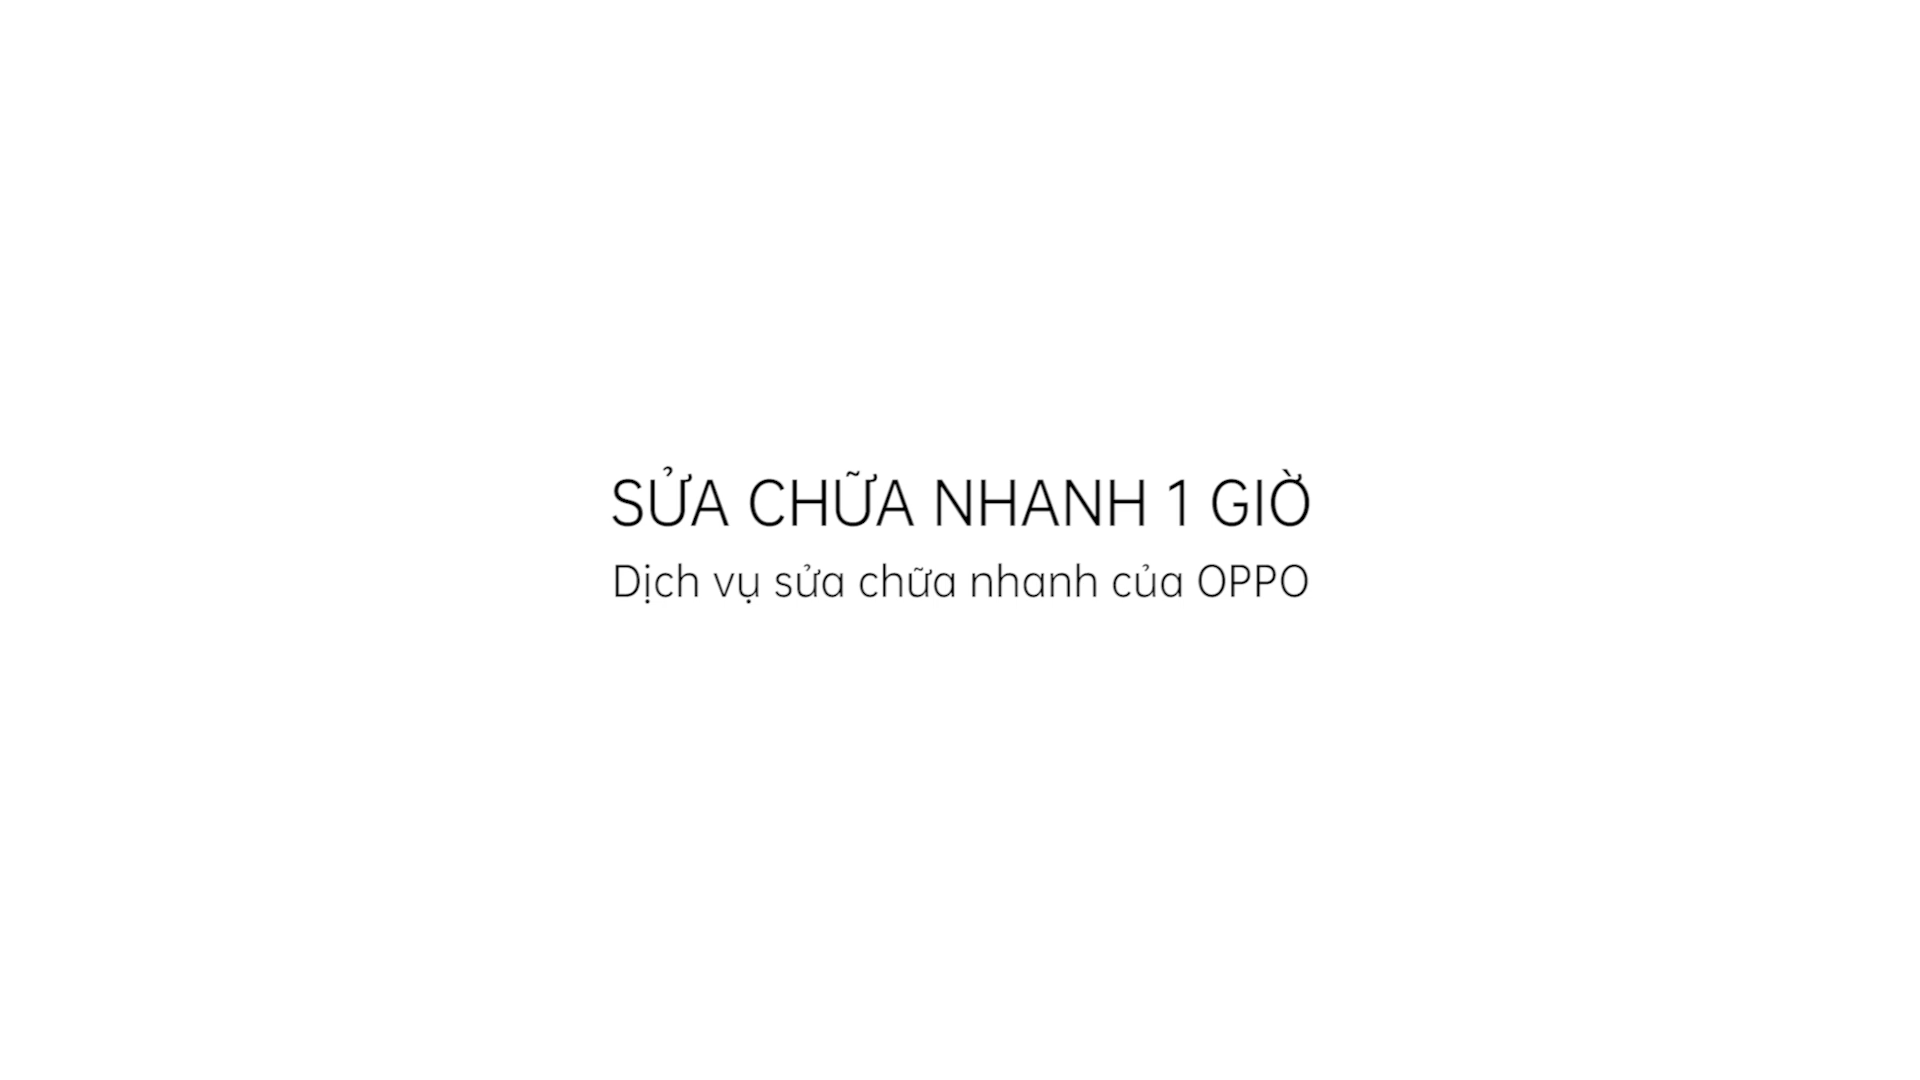 SỬA CHỮA NHANH 1 GIỜ
Dịch vụ sửa chữa nhanh của OPPO